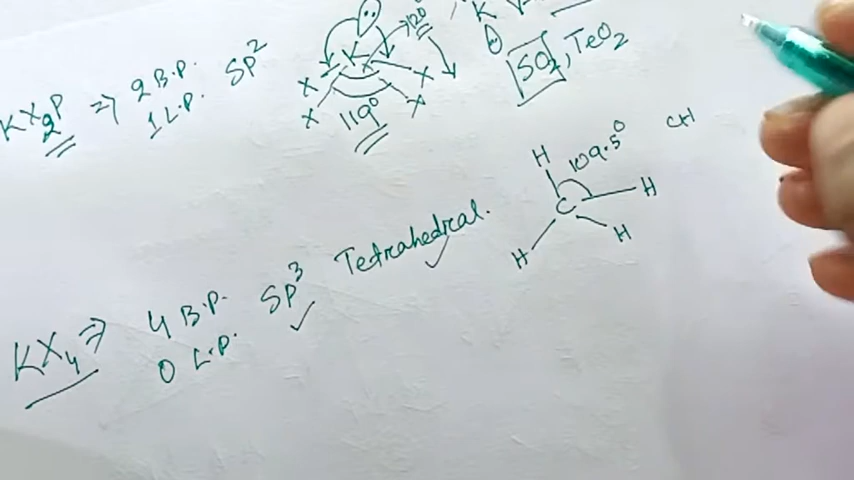 KX2P ⇒ 2 B.P. SP²
1 L.P.
120°
K
X X
X X
119°
K
θ
SO2, TeO2
KX4 ⇒ 4 B.P. SP³ Tetrahedral.
0 L.P.
H 109.5°
C H
H H
CH